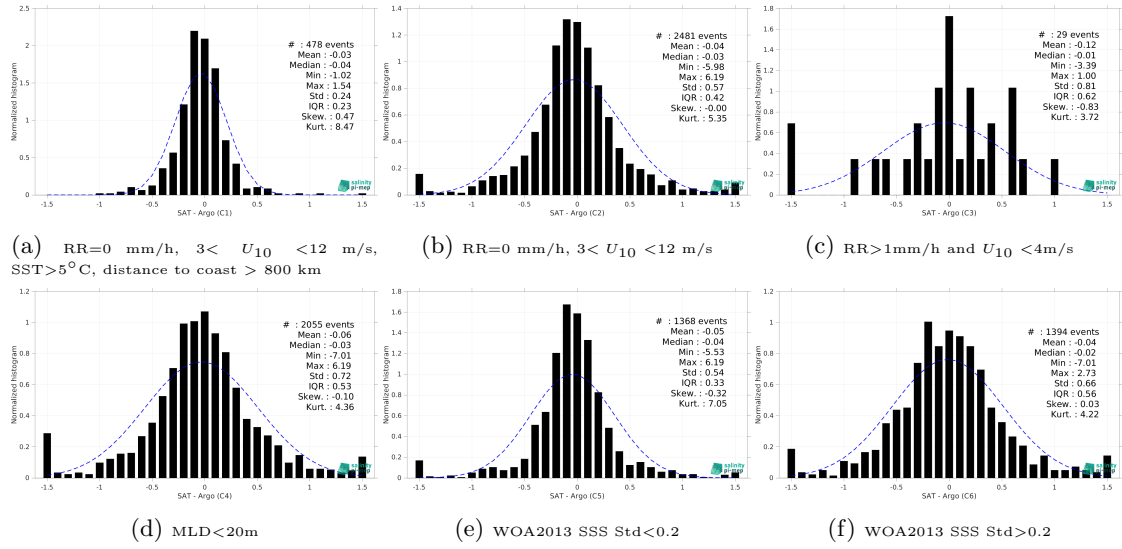 2.5
2
1.5
1
0.5
0
Normalized histogram
# : 478 events
Mean : -0.03
Median : -0.04
Min : -1.02
Max : 1.54
Std : 0.24
IQR : 0.23
Skew. : 0.47
Kurt. : 8.47
salinity
pi-mep
-1.5 -1 -0.5 0 0.5 1 1.5
SAT - Argo (C1)
(a) RR=0 mm/h, 3< U10 <12 m/s,
SST>5°C, distance to coast > 800 km
1.4
1.2
1
0.8
0.6
0.4
0.2
0
Normalized histogram
# : 2481 events
Mean : -0.04
Median : -0.03
Min : -5.98
Max : 6.19
Std : 0.57
IQR : 0.42
Skew. : -0.00
Kurt. : 5.35
salinity
pi-mep
-1.5 -1 -0.5 0 0.5 1 1.5
SAT - Argo (C2)
(b) RR=0 mm/h, 3< U10 <12 m/s
1.8
1.6
1.4
1.2
1
0.8
0.6
0.4
0.2
0
Normalized histogram
# : 29 events
Mean : -0.12
Median : -0.01
Min : -3.39
Max : 1.00
Std : 0.81
IQR : 0.62
Skew. : -0.83
Kurt. : 3.72
salinity
pi-mep
-1.5 -1 -0.5 0 0.5 1 1.5
SAT - Argo (C3)
(c) RR>1mm/h and U10 <4m/s
1.2
1
0.8
0.6
0.4
0.2
0
Normalized histogram
# : 2055 events
Mean : -0.06
Median : -0.03
Min : -7.01
Max : 6.19
Std : 0.72
IQR : 0.53
Skew. : -0.10
Kurt. : 4.36
salinity
pi-mep
-1.5 -1 -0.5 0 0.5 1 1.5
SAT - Argo (C4)
(d) MLD<20m
1.8
1.6
1.4
1.2
1
0.8
0.6
0.4
0.2
0
Normalized histogram
# : 1368 events
Mean : -0.05
Median : -0.04
Min : -5.53
Max : 6.19
Std : 0.54
IQR : 0.33
Skew. : -0.32
Kurt. : 7.05
salinity
pi-mep
-1.5 -1 -0.5 0 0.5 1 1.5
SAT - Argo (C5)
(e) WOA2013 SSS Std<0.2
1.2
1
0.8
0.6
0.4
0.2
0
Normalized histogram
# : 1394 events
Mean : -0.04
Median : -0.02
Min : -7.01
Max : 2.73
Std : 0.66
IQR : 0.56
Skew. : 0.03
Kurt. : 4.22
salinity
pi-mep
-1.5 -1 -0.5 0 0.5 1 1.5
SAT - Argo (C6)
(f) WOA2013 SSS Std>0.2